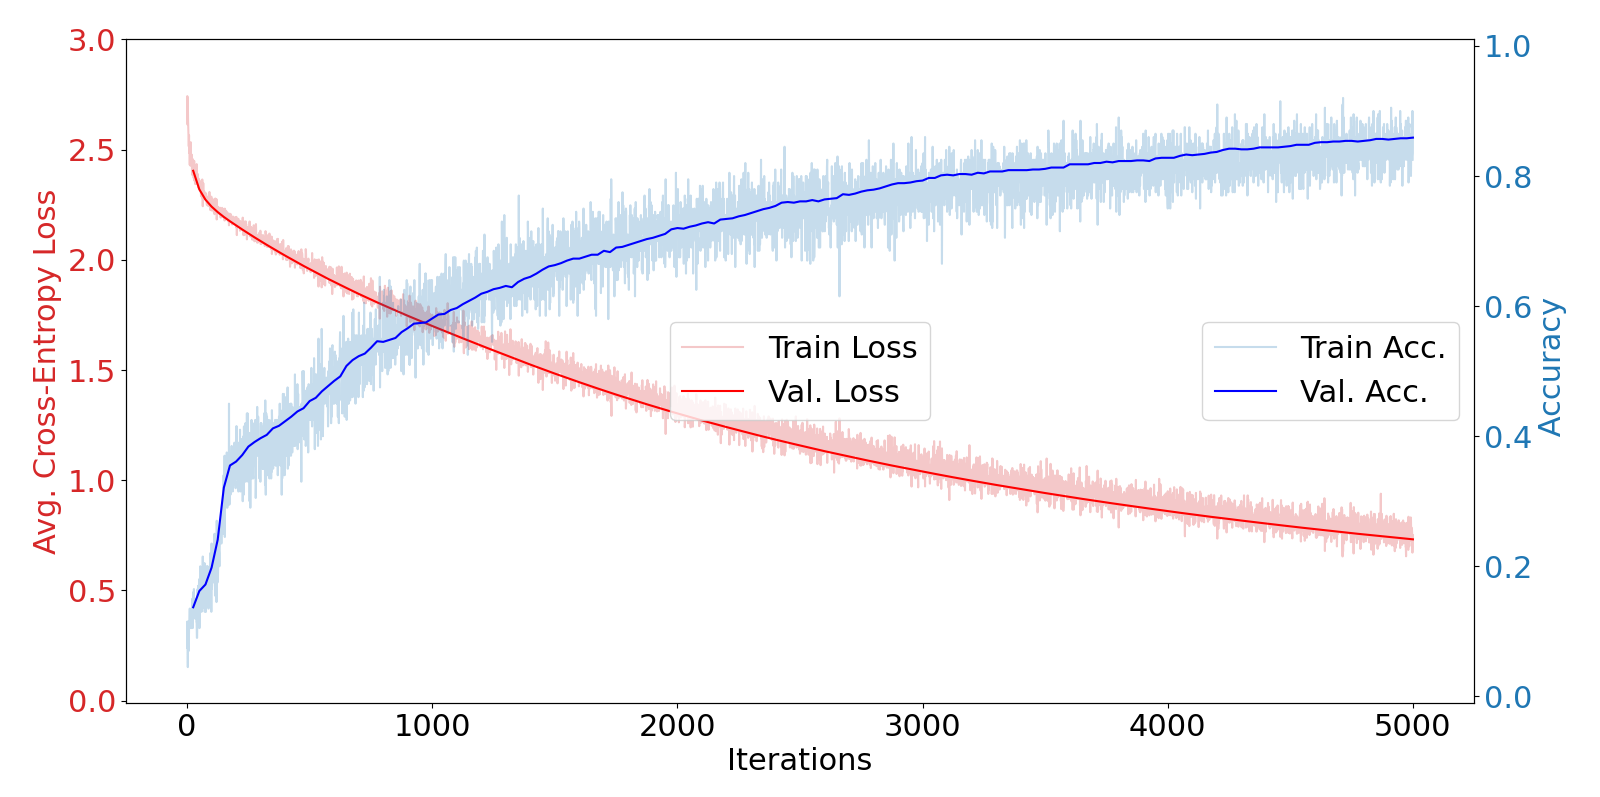 3.0
2.5
2.0
1.5
1.0
0.5
0.0
Avg. Cross-Entropy Loss
1.0
0.8
0.6
0.4
0.2
0.0
Accuracy
Train Loss
Val. Loss
Train Acc.
Val. Acc.
0 1000 2000 3000 4000 5000
Iterations